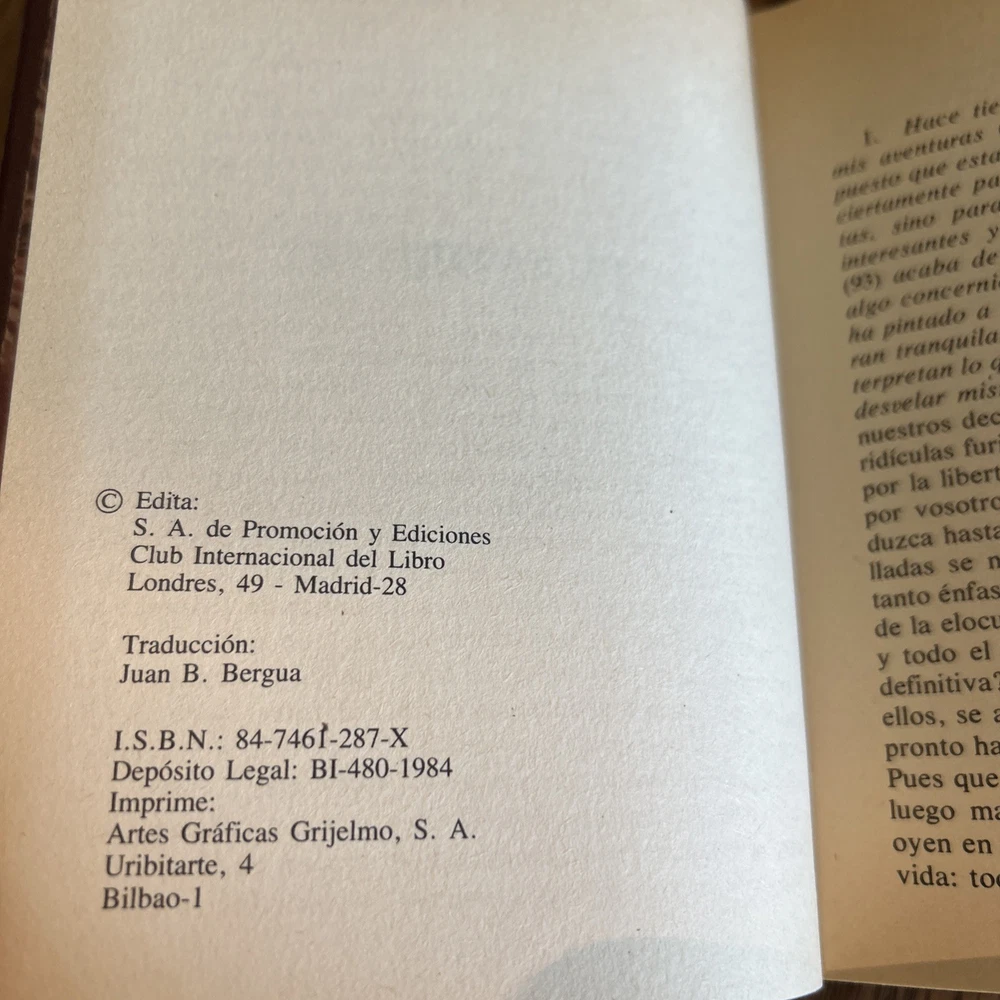 © Edita:
S. A. de Promoción y Ediciones
Club Internacional del Libro
Londres, 49 - Madrid-28
Traducción:
Juan B. Bergua
I.S.B.N.: 84-7461-287-X
Depósito Legal: BI-480-1984
Imprime:
Artes Gráficas Grijelmo, S. A.
Uribitarte, 4
Bilbao-1
1. Hace tie
mis aventuras
puesto que esta
ciertamente pa
tas, sino para
interesantes y
(93) acaba de
algo concerni
ha pintado a
ran tranquila
terpretan lo q
desvelar mis
nuestros dec
ridículas furi
por la libert
por vosotro
duzca hasta
lladas se n
tanto énfas
de la elocu
y todo el
definitiva?
ellos, se a
pronto ha
Pues que
luego ma
oyen en
vida: too